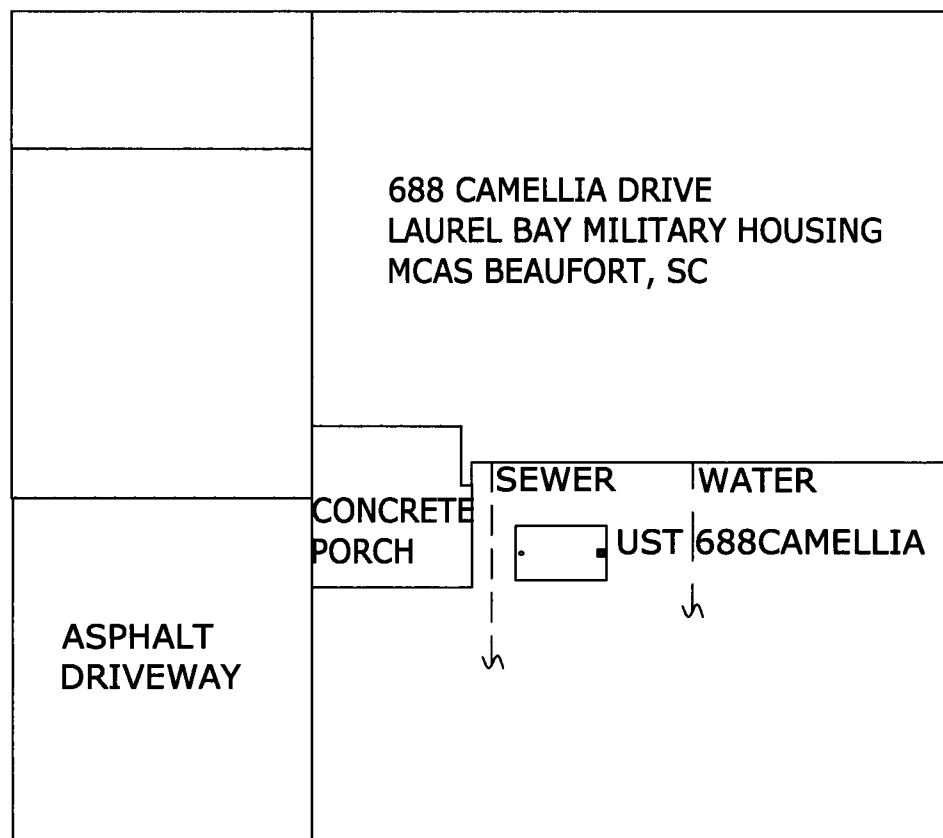 688 CAMELLIA DRIVE
LAUREL BAY MILITARY HOUSING
MCAS BEAUFORT, SC
SEWER
WATER
CONCRETE
PORCH
UST 688CAMELLIA
ASPHALT
DRIVEWAY